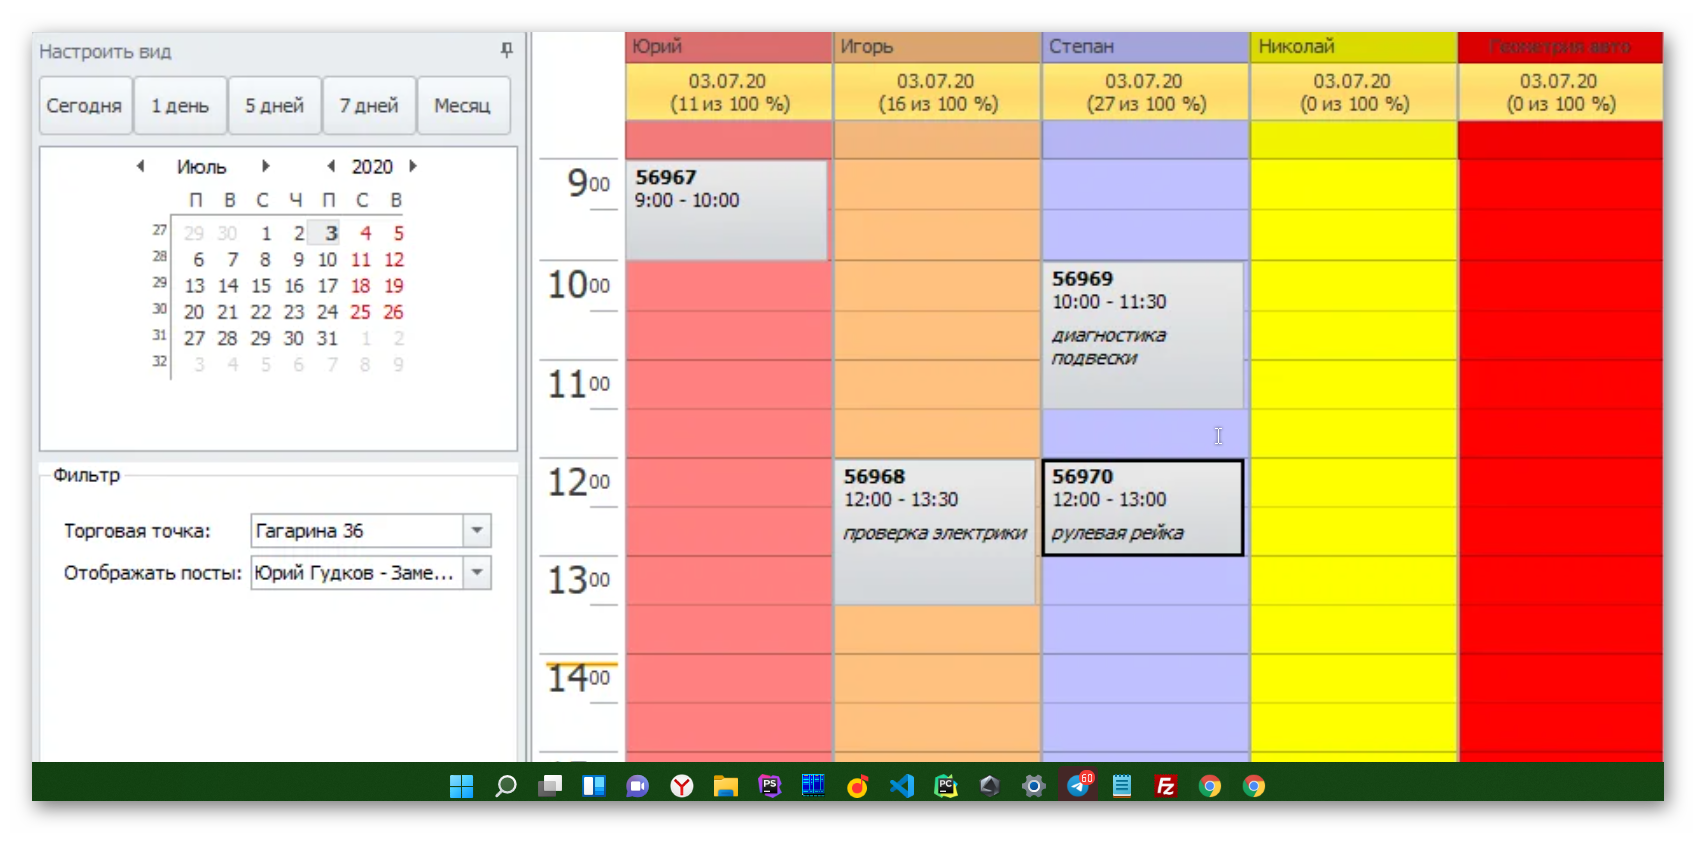 Настроить вид
Сегодня
1 день
5 дней
7 дней
Месяц
Июль 2020
П В С Ч П С В
27 29 30 1 2 3 4 5
28 6 7 8 9 10 11 12
29 13 14 15 16 17 18 19
30 20 21 22 23 24 25 26
31 27 28 29 30 31 1 2
32 3 4 5 6 7 8 9
Фильтр
Торговая точка: Гагарина 36
Отображать посты: Юрий Гудков - Заме...
Юрий
Игорь
Степан
Николай
Геометрия авто
03.07.20
(11 из 100 %)
03.07.20
(16 из 100 %)
03.07.20
(27 из 100 %)
03.07.20
(0 из 100 %)
03.07.20
(0 из 100 %)
9 00
56967
9:00 - 10:00
10 00
56969
10:00 - 11:30
диагностика
подвески
11 00
12 00
56968
12:00 - 13:30
проверка электрики
56970
12:00 - 13:00
рулевая рейка
13 00
14 00
PS
PC
60
FZ